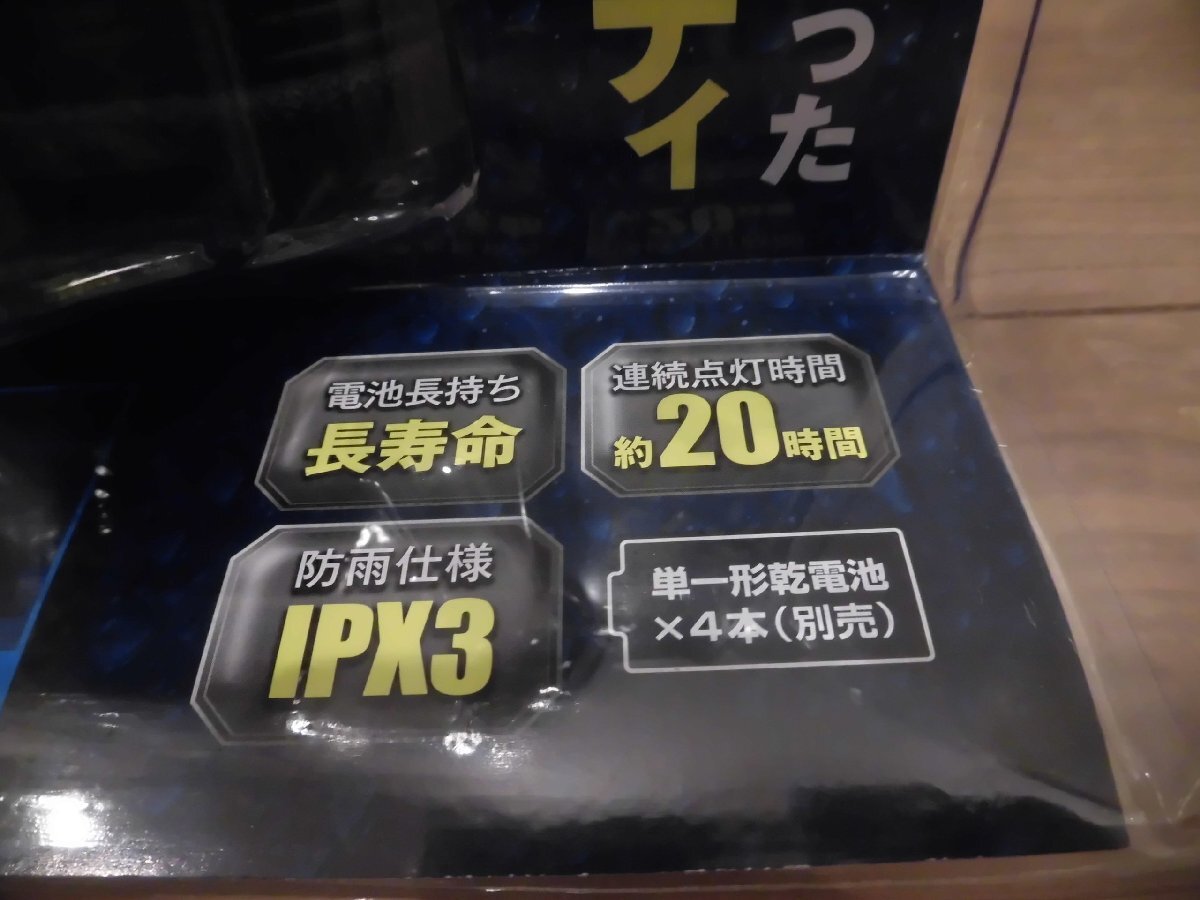 った
ティ
電池長持ち
長寿命
連続点灯時間
約20時間
防雨仕様
IPX3
単一形乾電池
×4本(別売)